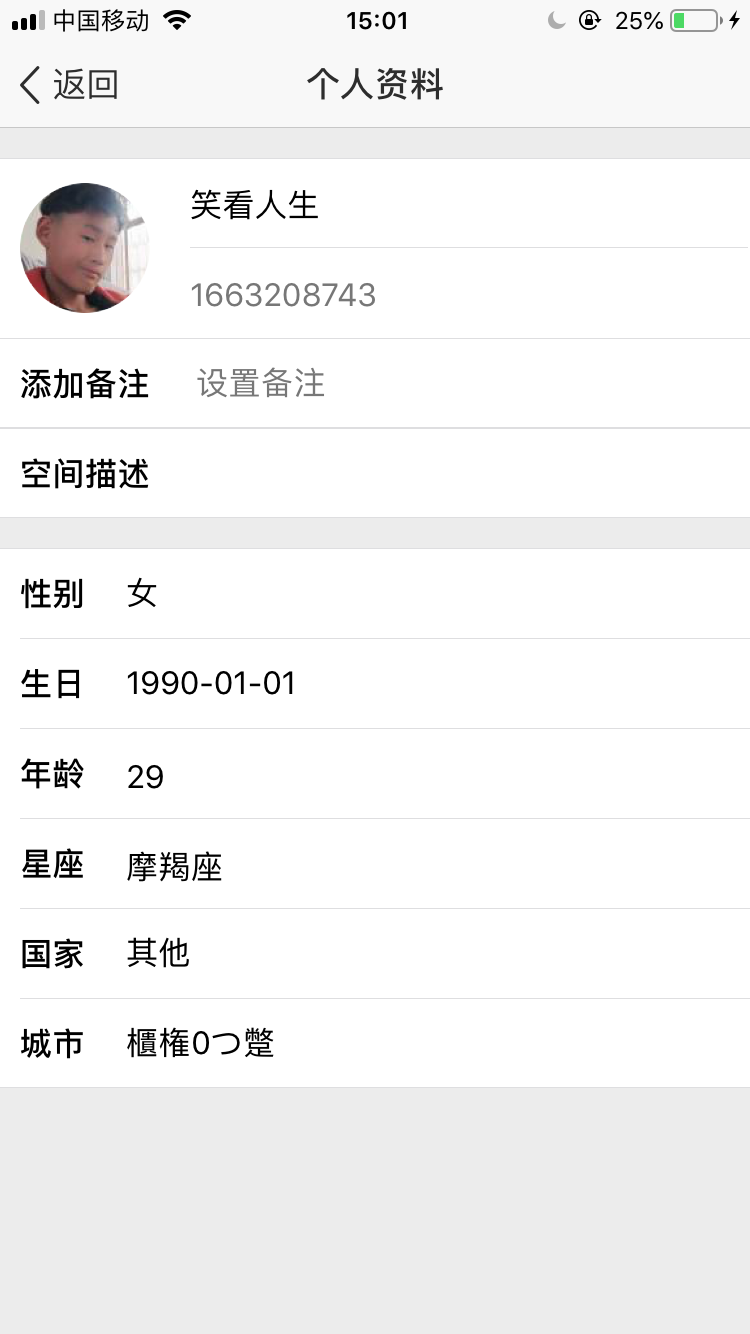 中国移动 15:01 25%
返回 个人资料
笑看人生
1663208743
添加备注 设置备注
空间描述
性别 女
生日 1990-01-01
年龄 29
星座 摩羯座
国家 其他
城市 櫃権0つ蹩